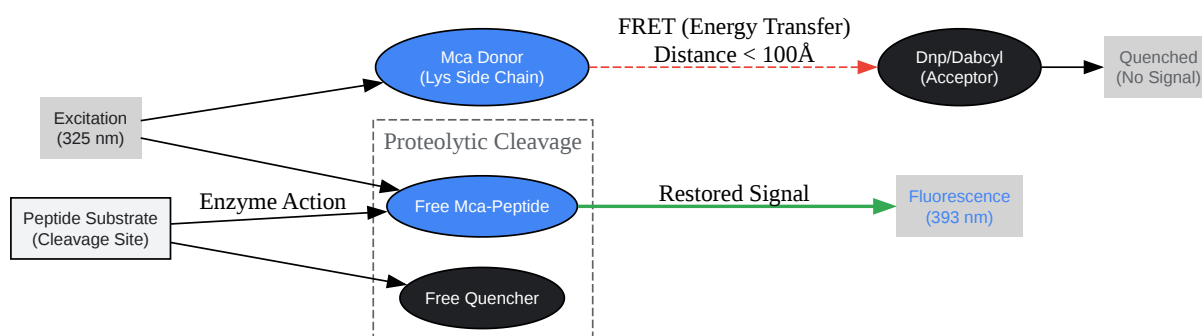 FRET (Energy Transfer)
Distance < 100Å
Mca Donor
(Lys Side Chain)
Dnp/Dabcyl
(Acceptor)
Quenched
(No Signal)
Excitation
(325 nm)
Proteolytic Cleavage
Enzyme Action
Free Mca-Peptide
Restored Signal
Fluorescence
(393 nm)
Peptide Substrate
(Cleavage Site)
Free Quencher